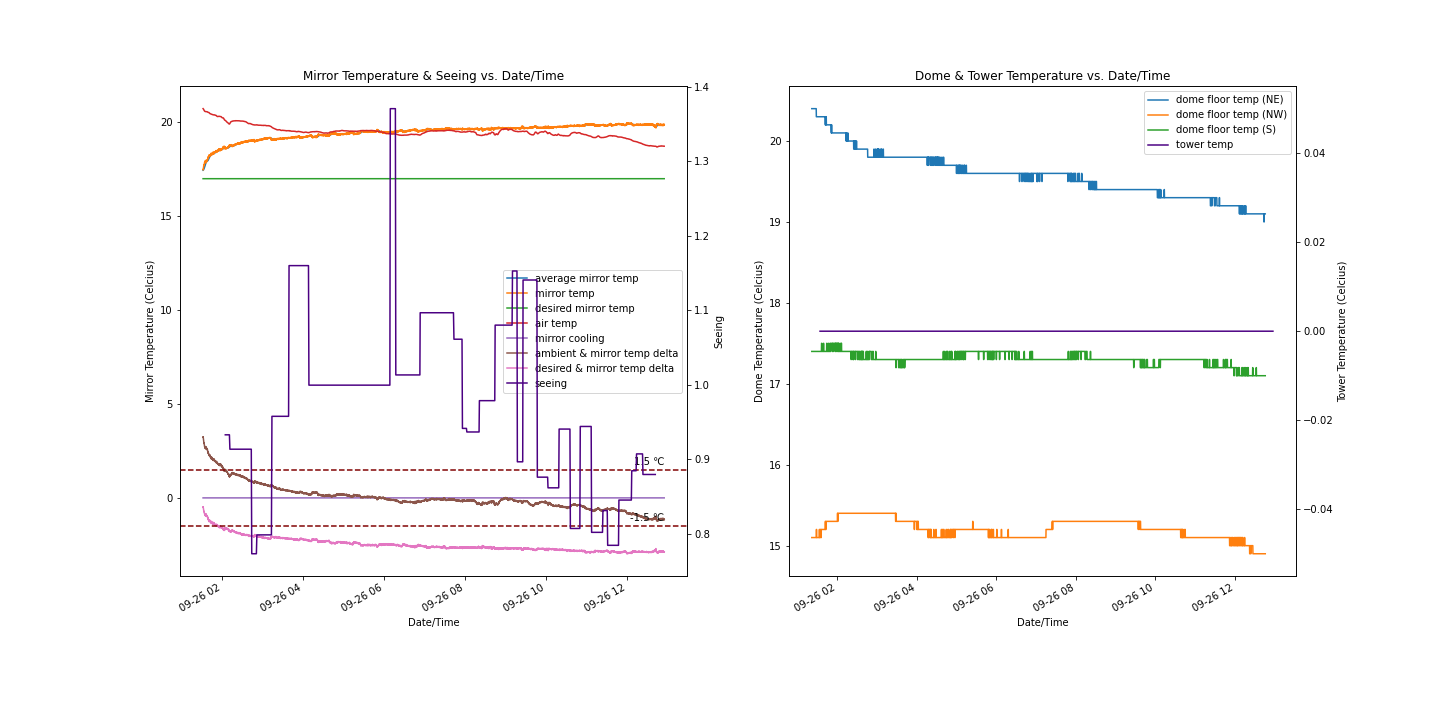 Mirror Temperature & Seeing vs. Date/Time
Mirror Temperature (Celcius)
20
15
10
5
0
1.4
1.3
1.2
1.1
1.0
0.9
0.8
Seeing
average mirror temp
mirror temp
desired mirror temp
air temp
mirror cooling
ambient & mirror temp delta
desired & mirror temp delta
seeing
1.5 °C
-1.5 °C
09-26 02
09-26 04
09-26 06
09-26 08
09-26 10
09-26 12
Date/Time
Dome & Tower Temperature vs. Date/Time
Dome Temperature (Celcius)
20
19
18
17
16
15
dome floor temp (NE)
dome floor temp (NW)
dome floor temp (S)
tower temp
0.04
0.02
0.00
−0.02
−0.04
Tower Temperature (Celcius)
09-26 02
09-26 04
09-26 06
09-26 08
09-26 10
09-26 12
Date/Time